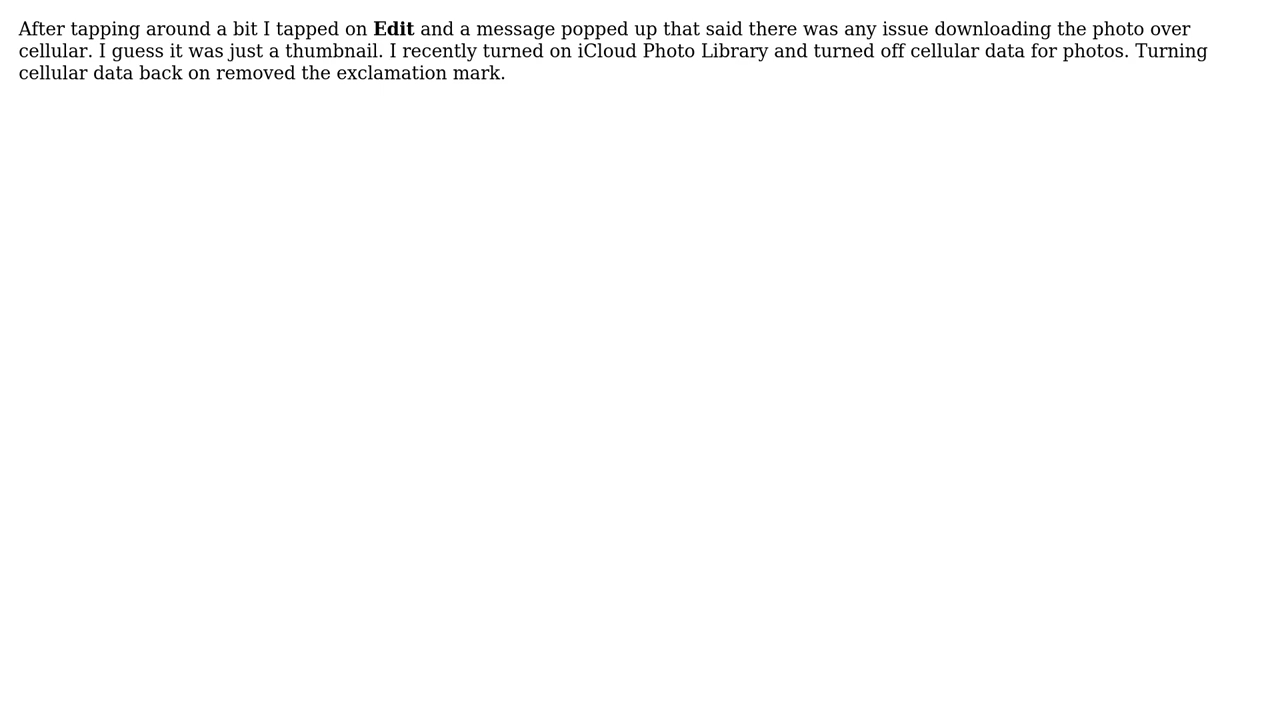 After tapping around a bit I tapped on Edit and a message popped up that said there was any issue downloading the photo over
cellular. I guess it was just a thumbnail. I recently turned on iCloud Photo Library and turned off cellular data for photos. Turning
cellular data back on removed the exclamation mark.